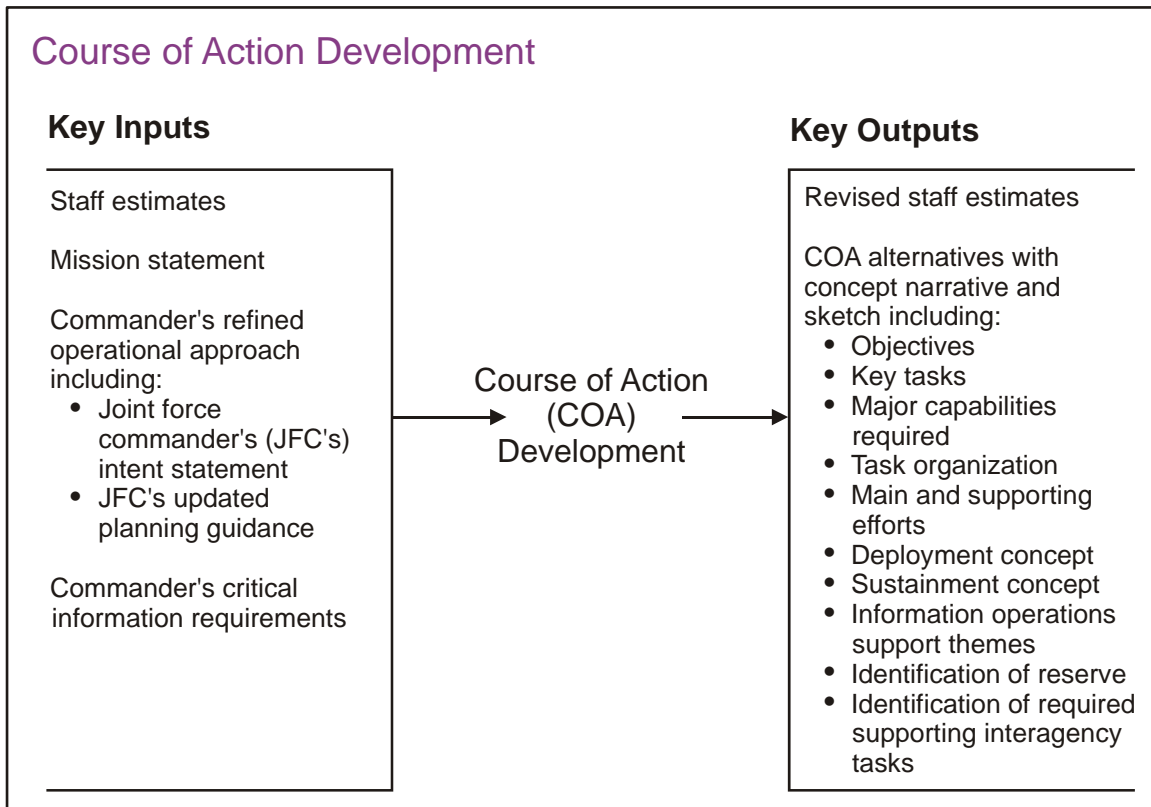 Course of Action Development
Key Inputs
Staff estimates
Mission statement
Commander's refined
operational approach
including:
• Joint force
commander's (JFC's)
intent statement
• JFC's updated
planning guidance
Commander's critical
information requirements
Course of Action
(COA)
Development
Key Outputs
Revised staff estimates
COA alternatives with
concept narrative and
sketch including:
• Objectives
• Key tasks
• Major capabilities
required
• Task organization
• Main and supporting
efforts
• Deployment concept
• Sustainment concept
• Information operations
support themes
• Identification of reserve
• Identification of required
supporting interagency
tasks